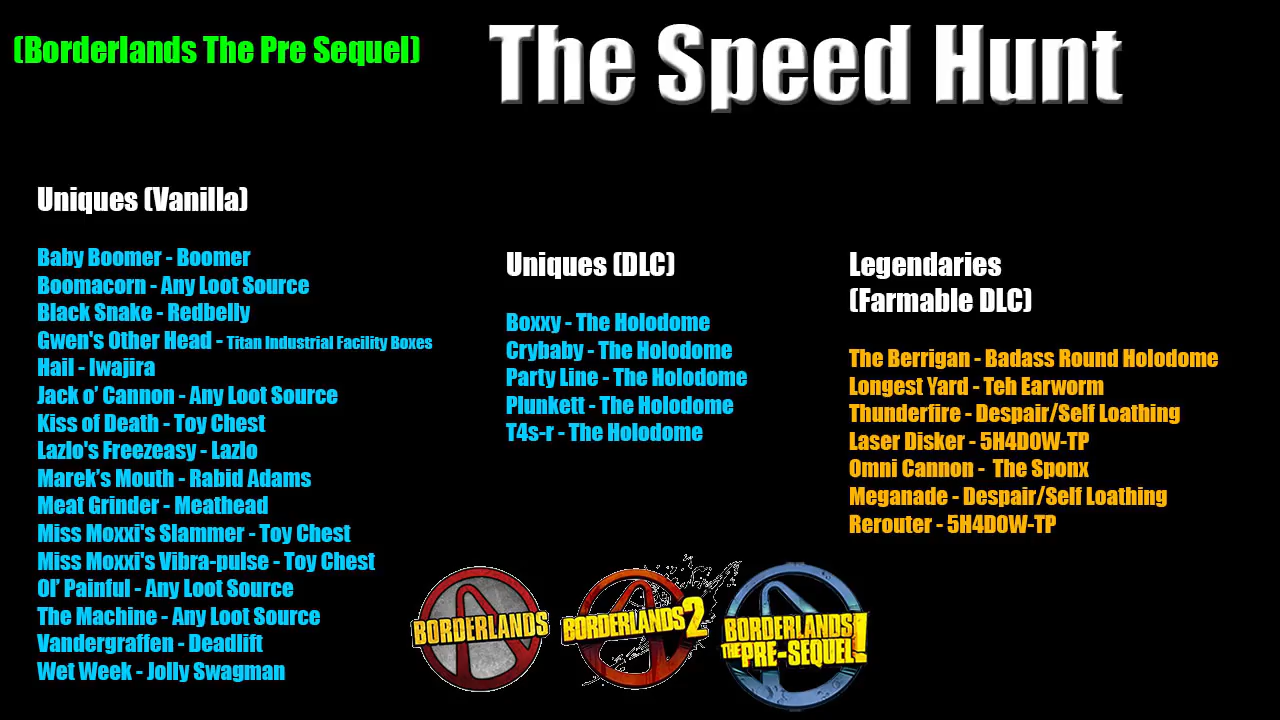 (Borderlands The Pre Sequel)
The Speed Hunt
Uniques (Vanilla)
Baby Boomer - Boomer
Boomacorn - Any Loot Source
Black Snake - Redbelly
Gwen's Other Head - Titan Industrial Facility Boxes
Hail - Iwajira
Jack o’ Cannon - Any Loot Source
Kiss of Death - Toy Chest
Lazlo's Freezeasy - Lazlo
Marek’s Mouth - Rabid Adams
Meat Grinder - Meathead
Miss Moxxi's Slammer - Toy Chest
Miss Moxxi's Vibra-pulse - Toy Chest
Ol’ Painful - Any Loot Source
The Machine - Any Loot Source
Vandergraffen - Deadlift
Wet Week - Jolly Swagman
Uniques (DLC)
Boxxy - The Holodome
Crybaby - The Holodome
Party Line - The Holodome
Plunkett - The Holodome
T4s-r - The Holodome
Legendaries
(Farmable DLC)
The Berrigan - Badass Round Holodome
Longest Yard - Teh Earworm
Thunderfire - Despair/Self Loathing
Laser Disker - 5H4D0W-TP
Omni Cannon - The Sponx
Meganade - Despair/Self Loathing
Rerouter - 5H4D0W-TP
BORDERLANDS
BORDERLANDS 2
BORDERLANDS
THE PRE-SEQUEL!